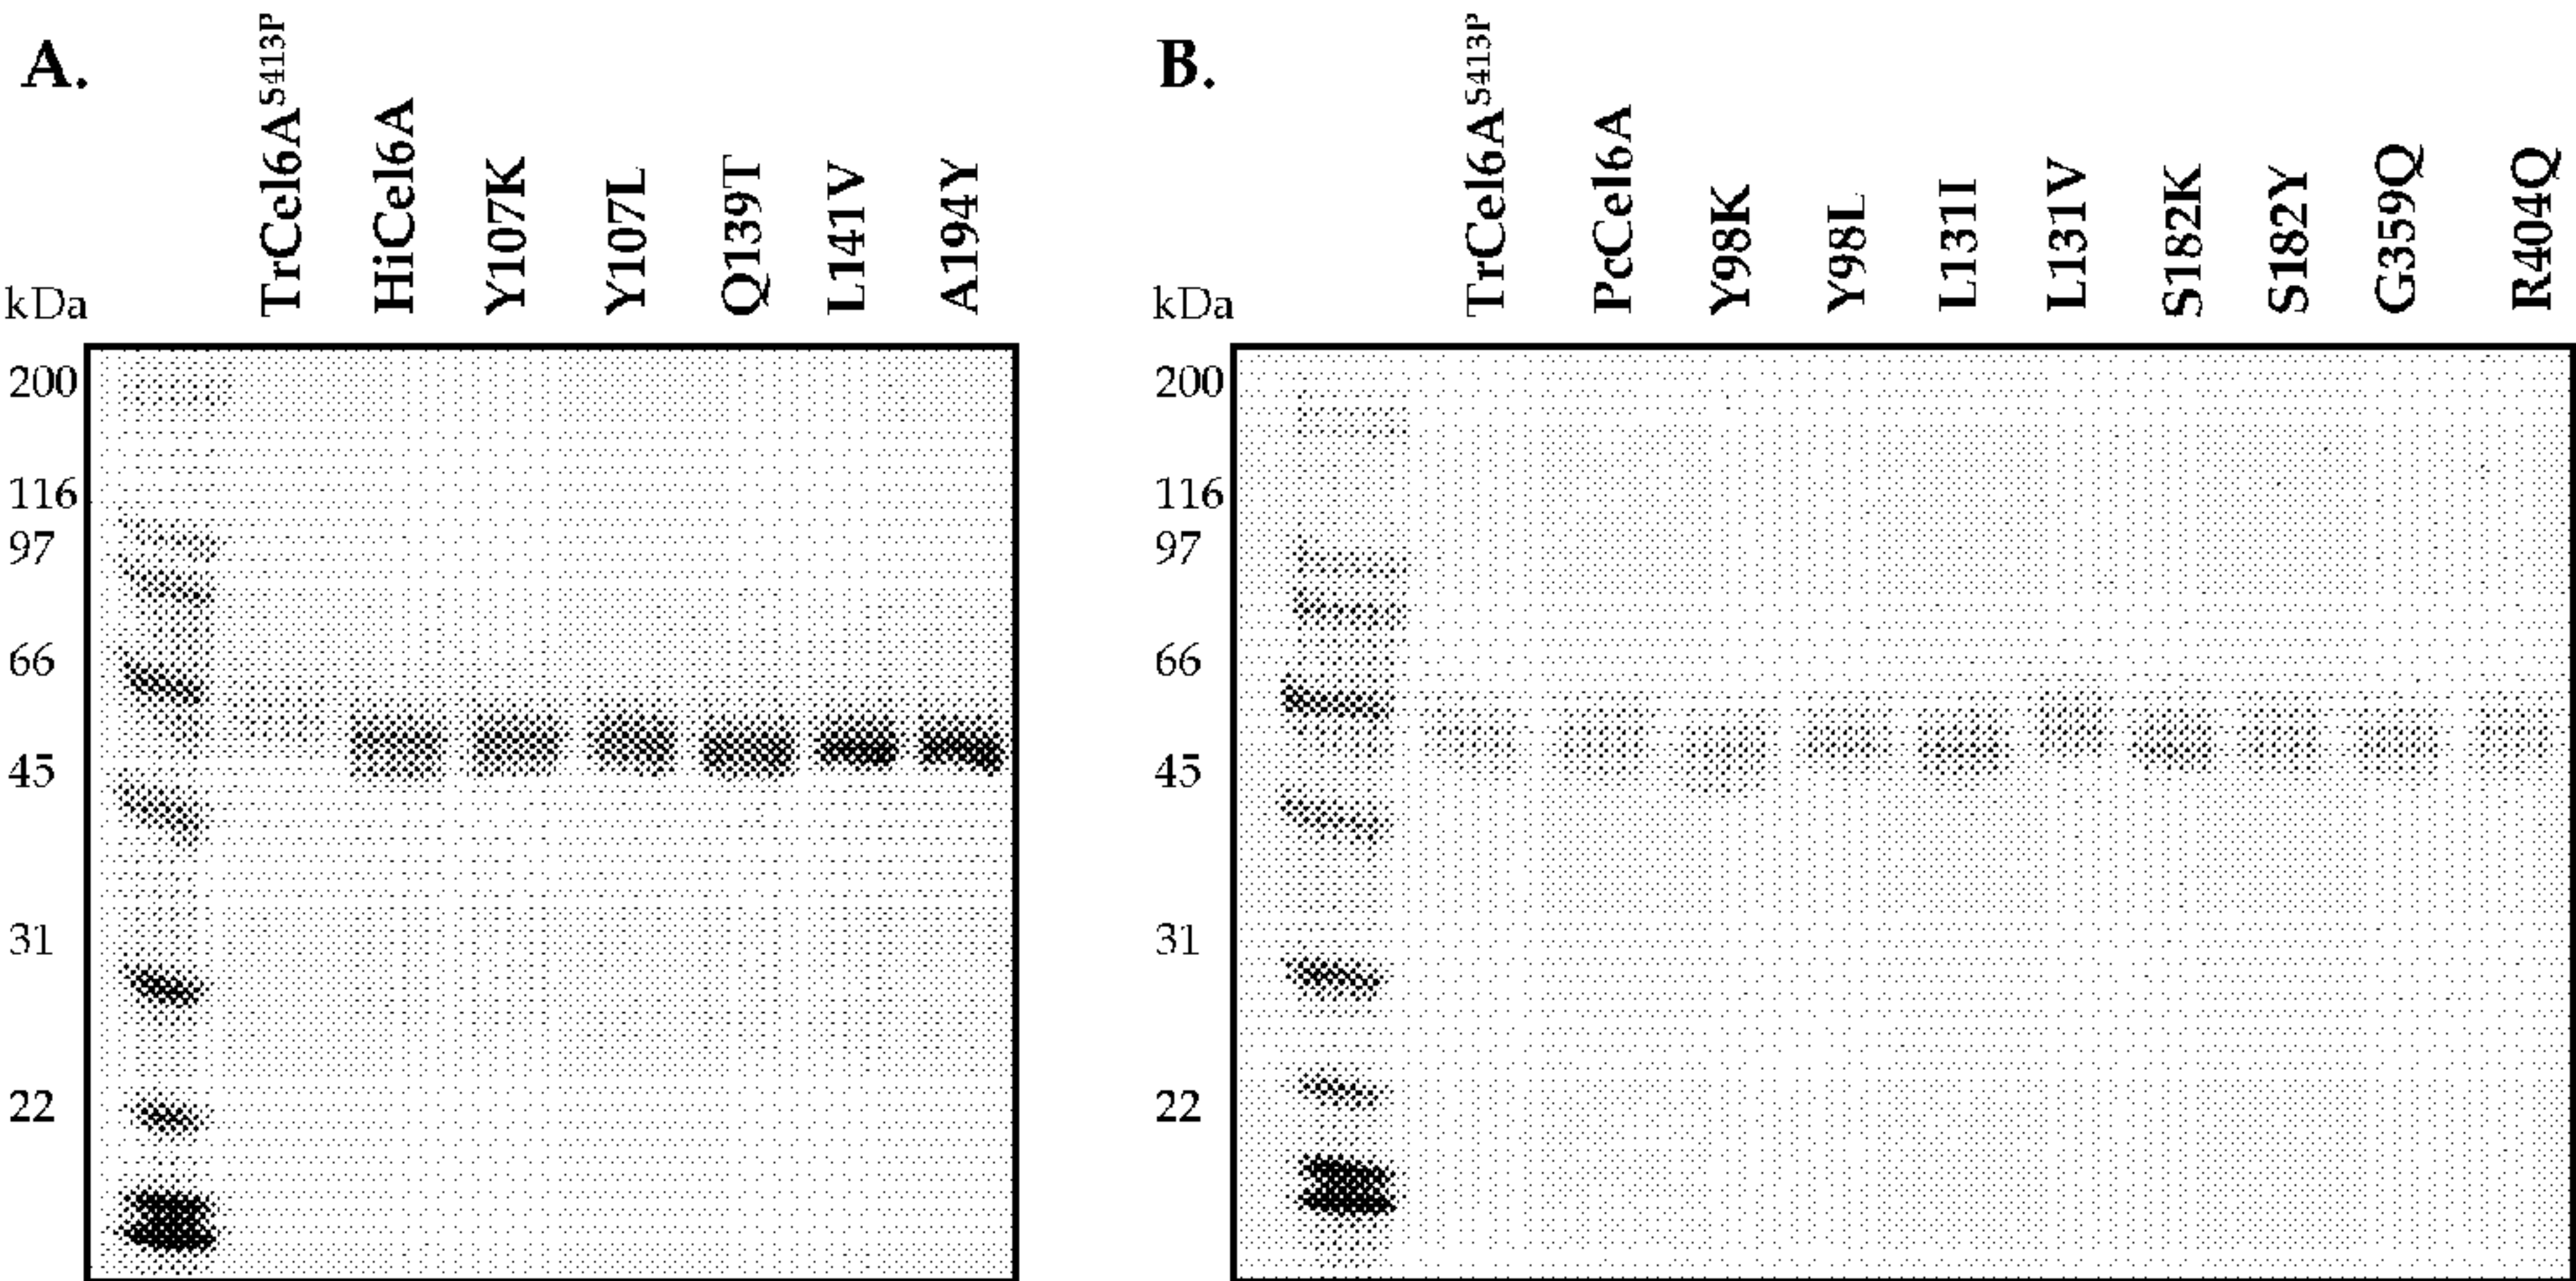 A.
TrCel6A^S413P
HiCel6A
Y107K
Y107L
Q139T
L141V
A194Y
kDa
200
116
97
66
45
31
22
B.
TrCel6A^S413P
PcCel6A
Y98K
Y98L
L131I
L131V
S182K
S182Y
G359Q
R404Q
kDa
200
116
97
66
45
31
22